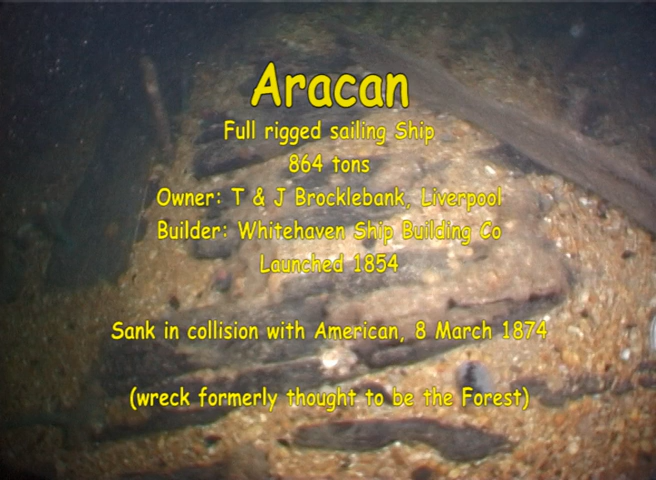 Aracan
Full rigged sailing Ship
864 tons
Owner: T & J Brocklebank, Liverpool
Builder: Whitehaven Ship Building Co
Launched 1854
Sank in collision with American, 8 March 1874
(wreck formerly thought to be the Forest)